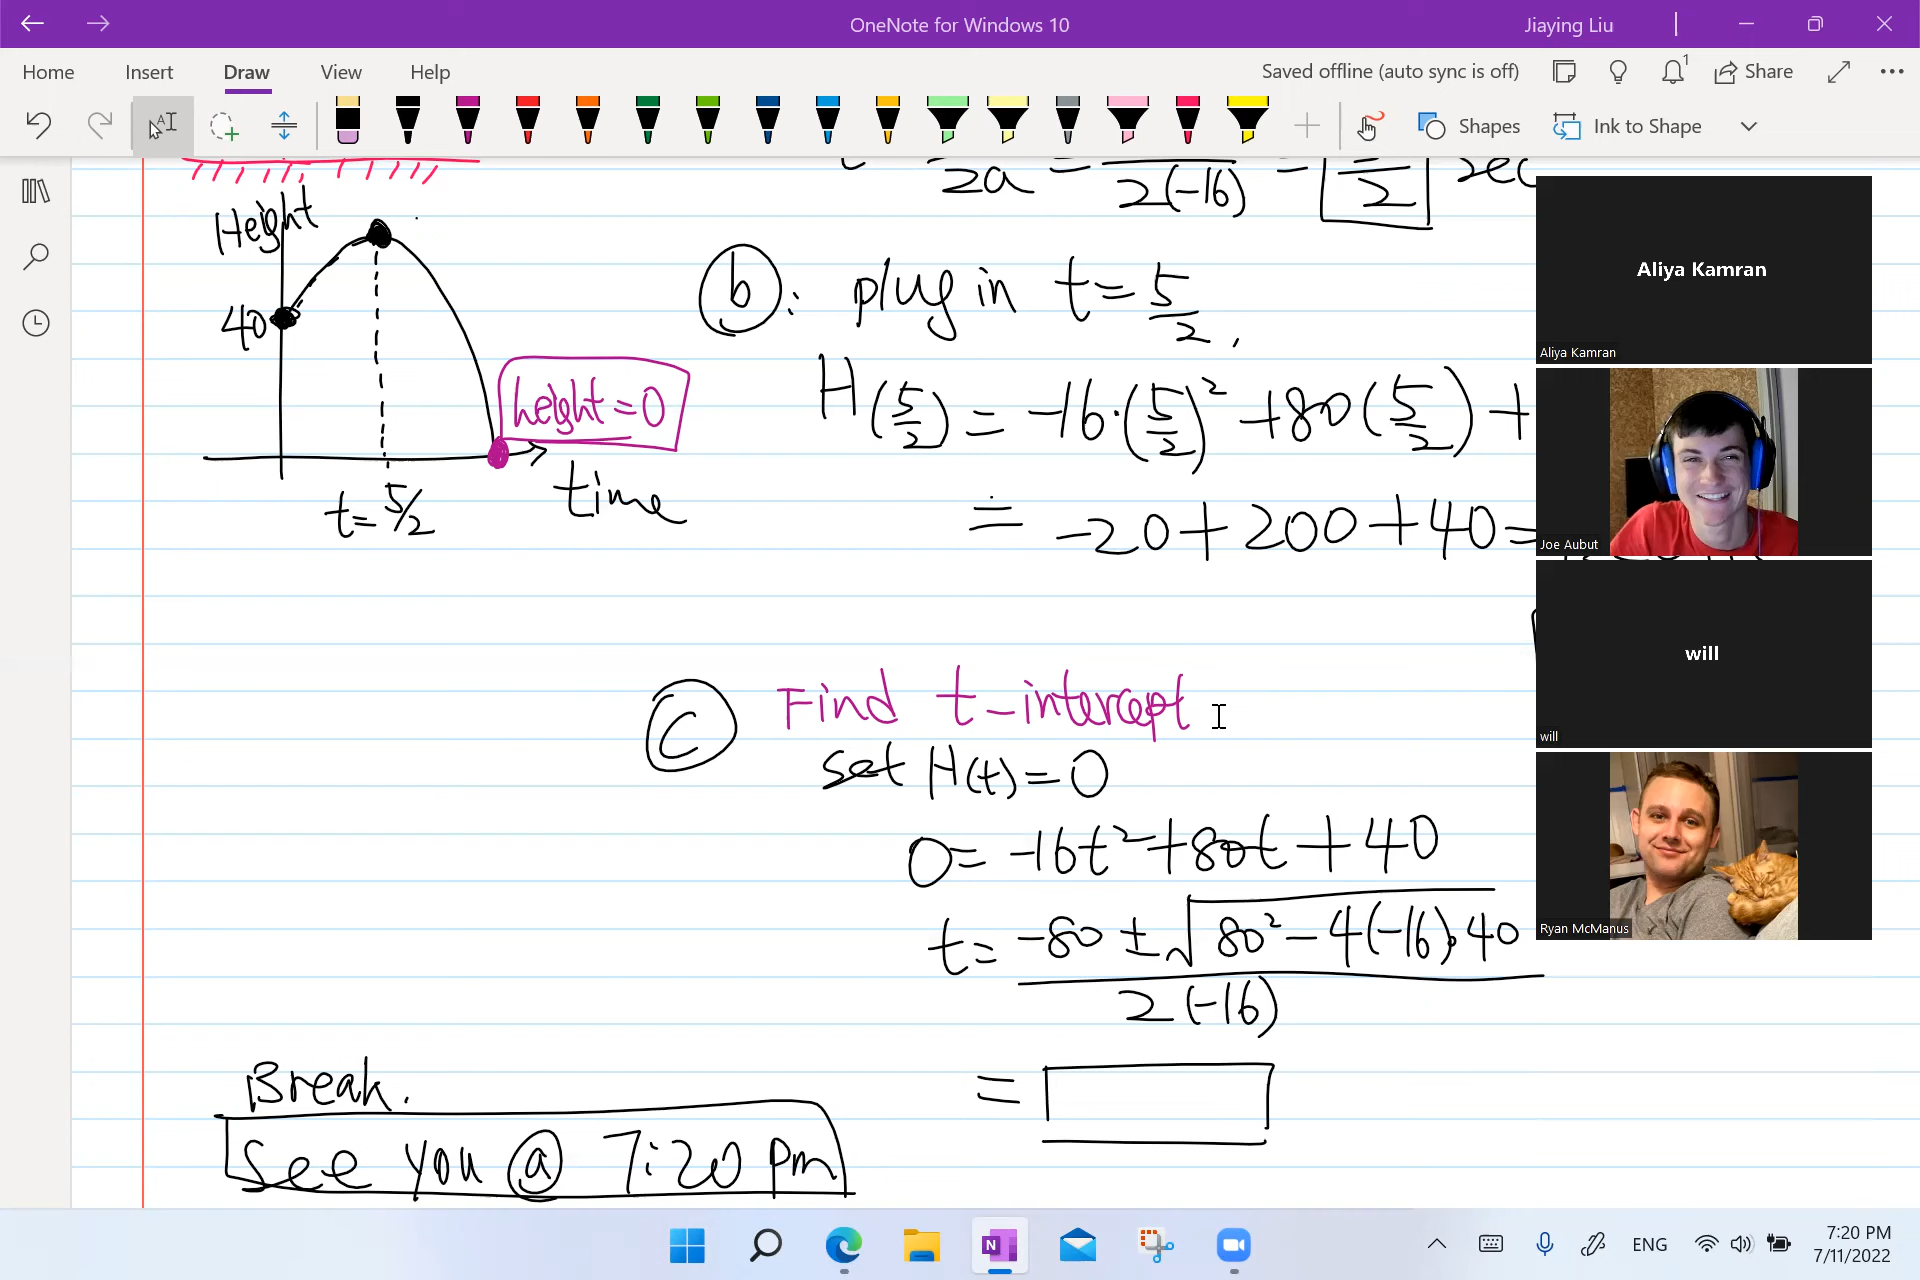 OneNote for Windows 10
Jiaying Liu
Home Insert Draw View Help
Saved offline (auto sync is off)
1
Share
Shapes
Ink to Shape
2a = 2(-16) = 2 sec
Height
40
height = 0
t = 5/2
time
b : plug in t = 5/2 .
H(5/2) = -16·(5/2)² + 80(5/2) +
= -20 + 200 + 40 =
C Find t-intercept
set H(t) = 0
0 = -16t² + 80t + 40
t = -80 ± √80² - 4(-16)·40
2(-16)
=
Break.
See you @ 7:20 pm
Aliya Kamran
Aliya Kamran
Joe Aubut
will
will
Ryan McManus
ENG
7:20 PM
7/11/2022